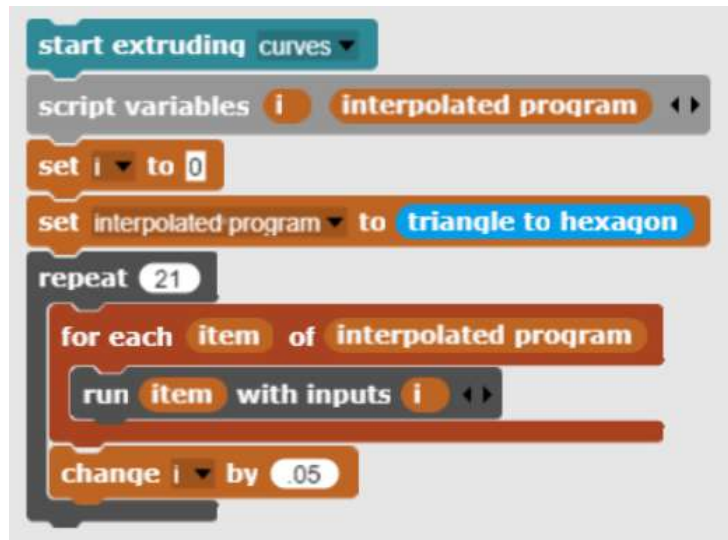 start extruding curves
script variables i interpolated program
set i to 0
set interpolated program to triangle to hexagon
repeat 21
for each item of interpolated program
run item with inputs i
change i by .05